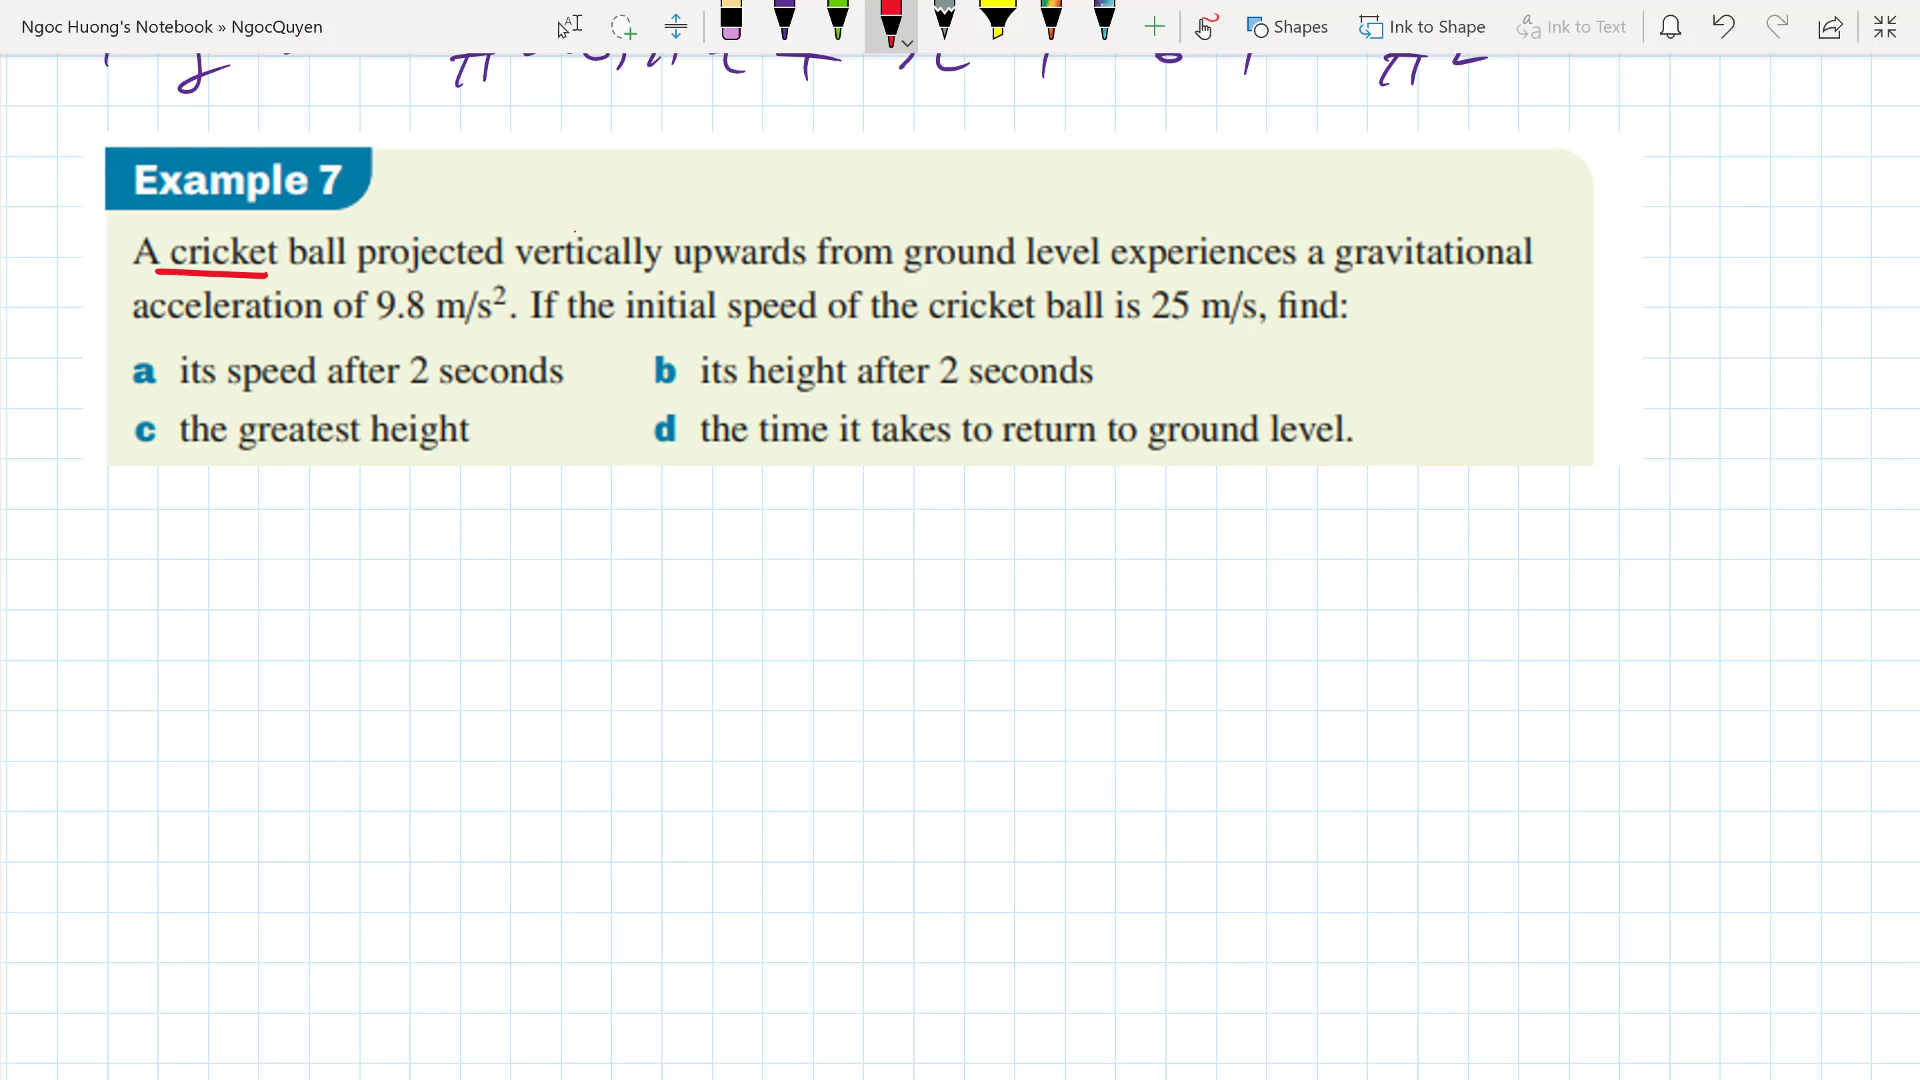 Ngoc Huong's Notebook » NgocQuyen
Shapes
Ink to Shape
Ink to Text
Example 7
A cricket ball projected vertically upwards from ground level experiences a gravitational
acceleration of 9.8 m/s². If the initial speed of the cricket ball is 25 m/s, find:
a its speed after 2 seconds b its height after 2 seconds
c the greatest height d the time it takes to return to ground level.